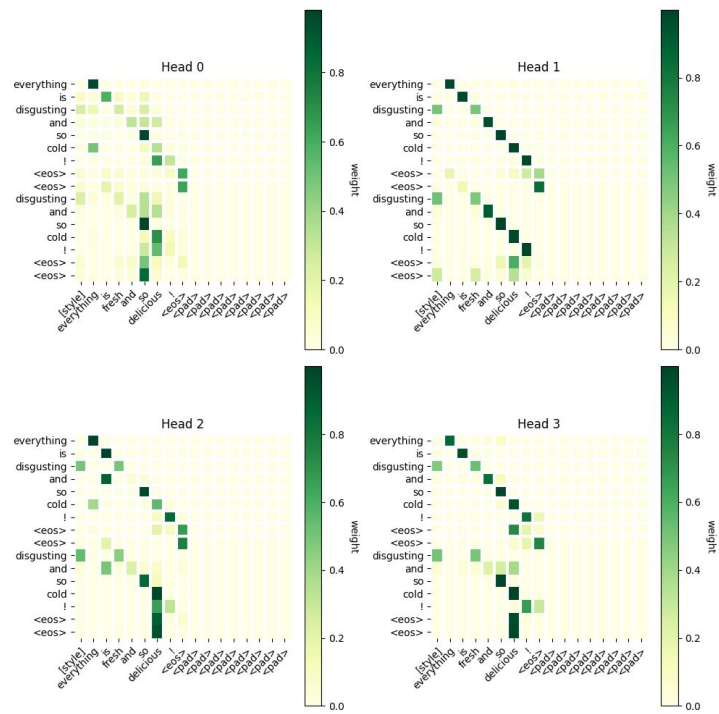 Head 0
everything
is
disgusting
and
so
cold
!
<eos>
<eos>
disgusting
and
so
cold
!
<eos>
<eos>
[style]
everything
is
fresh
and
so
delicious
!
<eos>
<pad>
<pad>
<pad>
<pad>
<pad>
<pad>
<pad>
<pad>
0.8
0.6
0.4
0.2
0.0
weight
Head 1
everything
is
disgusting
and
so
cold
!
<eos>
<eos>
disgusting
and
so
cold
!
<eos>
<eos>
[style]
everything
is
fresh
and
so
delicious
!
<eos>
<pad>
<pad>
<pad>
<pad>
<pad>
<pad>
<pad>
<pad>
0.8
0.6
0.4
0.2
0.0
weight
Head 2
everything
is
disgusting
and
so
cold
!
<eos>
<eos>
disgusting
and
so
cold
!
<eos>
<eos>
[style]
everything
is
fresh
and
so
delicious
!
<eos>
<pad>
<pad>
<pad>
<pad>
<pad>
<pad>
<pad>
<pad>
0.8
0.6
0.4
0.2
0.0
weight
Head 3
everything
is
disgusting
and
so
cold
!
<eos>
<eos>
disgusting
and
so
cold
!
<eos>
<eos>
[style]
everything
is
fresh
and
so
delicious
!
<eos>
<pad>
<pad>
<pad>
<pad>
<pad>
<pad>
<pad>
<pad>
0.8
0.6
0.4
0.2
0.0
weight